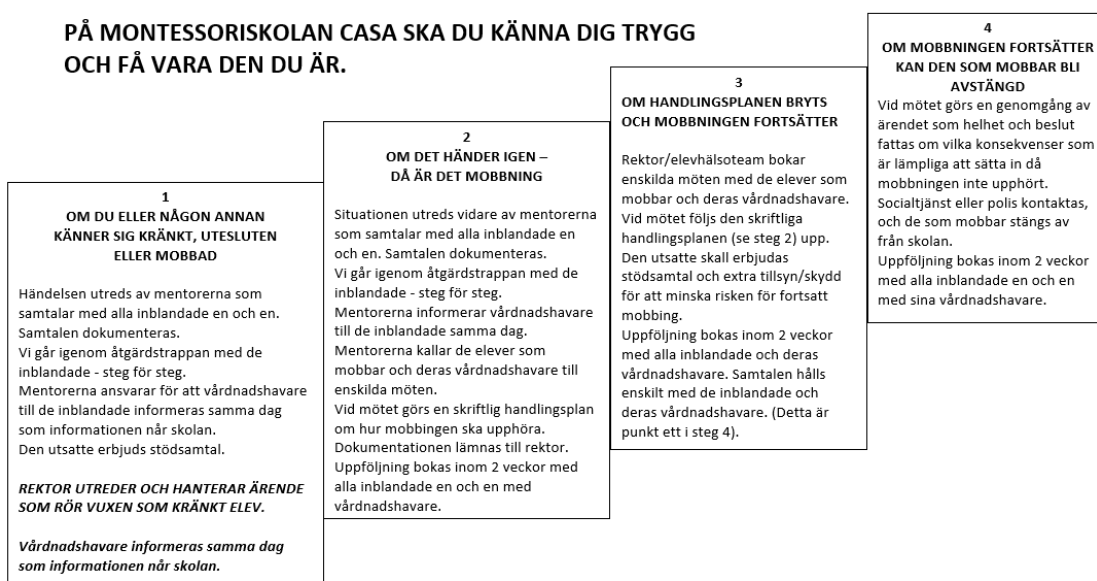 PÅ MONTESSORISKOLAN CASA SKA DU KÄNNA DIG TRYGG
OCH FÅ VARA DEN DU ÄR.
1
OM DU ELLER NÅGON ANNAN
KÄNNER SIG KRÄNKT, UTESLUTEN
ELLER MOBBAD
Händelsen utreds av mentorerna som
samtalar med alla inblandade en och en.
Samtalen dokumenteras.
Vi går igenom åtgärdstrappan med de
inblandade - steg för steg.
Mentorerna ansvarar för att vårdnadshavare
till de inblandade informeras samma dag
som informationen når skolan.
Den utsatte erbjuds stödsamtal.
REKTOR UTREDER OCH HANTERAR ÄRENDE
SOM RÖR VUXEN SOM KRÄNKT ELEV.
Vårdnadshavare informeras samma dag
som informationen når skolan.
2
OM DET HÄNDER IGEN –
DÅ ÄR DET MOBBNING
Situationen utreds vidare av mentorerna
som samtalar med alla inblandade en
och en. Samtalen dokumenteras.
Vi går igenom åtgärdstrappan med de
inblandade - steg för steg.
Mentorerna informerar vårdnadshavare
till de inblandade samma dag.
Mentorerna kallar de elever som
mobbar och deras vårdnadshavare till
enskilda möten.
Vid mötet görs en skriftlig handlingsplan
om hur mobbingen ska upphöra.
Dokumentationen lämnas till rektor.
Uppföljning bokas inom 2 veckor med
alla inblandade en och en med
vårdnadshavare.
3
OM HANDLINGSPLANEN BRYTS
OCH MOBBNINGEN FORTSÄTTER
Rektor/elevhälsoteam bokar
enskilda möten med de elever som
mobbar och deras vårdnadshavare.
Vid mötet följs den skriftliga
handlingsplanen (se steg 2) upp.
Den utsatte skall erbjudas
stödsamtal och extra tillsyn/skydd
för att minska risken för fortsatt
mobbing.
Uppföljning bokas inom 2 veckor
med alla inblandade och deras
vårdnadshavare. Samtalen hålls
enskilt med de inblandade och
deras vårdnadshavare. (Detta är
punkt ett i steg 4).
4
OM MOBBNINGEN FORTSÄTTER
KAN DEN SOM MOBBAR BLI
AVSTÄNGD
Vid mötet görs en genomgång av
ärendet som helhet och beslut
fattas om vilka konsekvenser som
är lämpliga att sätta in då
mobbningen inte upphört.
Socialtjänst eller polis kontaktas,
och de som mobbar stängs av
från skolan.
Uppföljning bokas inom 2 veckor
med alla inblandade en och en
med sina vårdnadshavare.